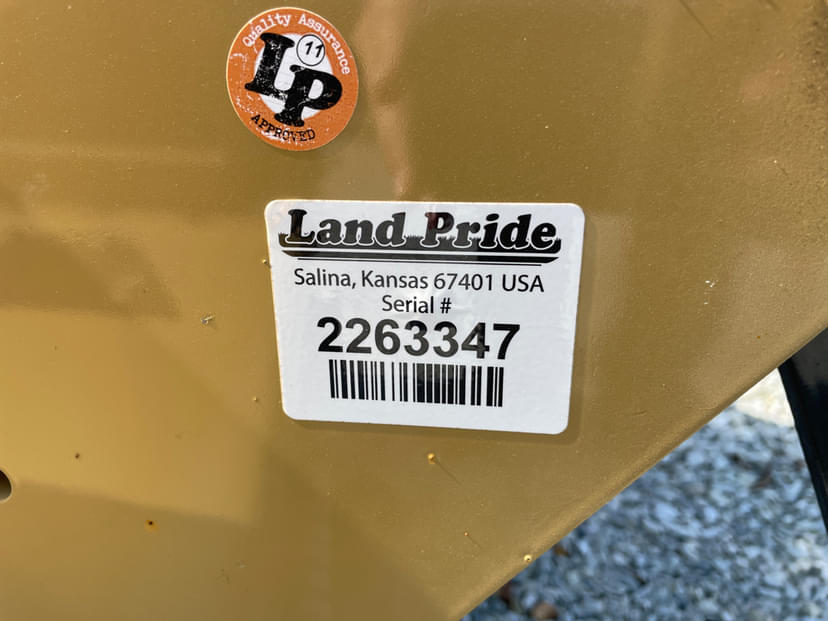 Quality Assurance
11
LP
APPROVED
Land Pride
Salina, Kansas 67401 USA
Serial #
2263347